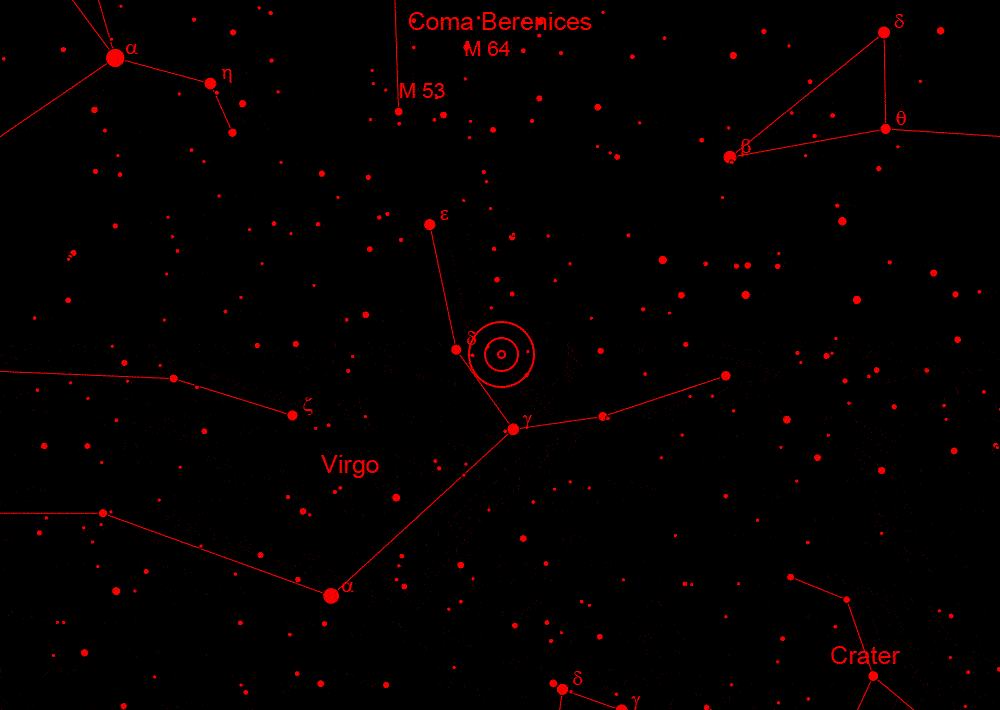 Coma Berenices
δ
α
M 64
η
M 53
θ
β
ε
δ
ζ
γ
Virgo
α
Crater
δ
γ